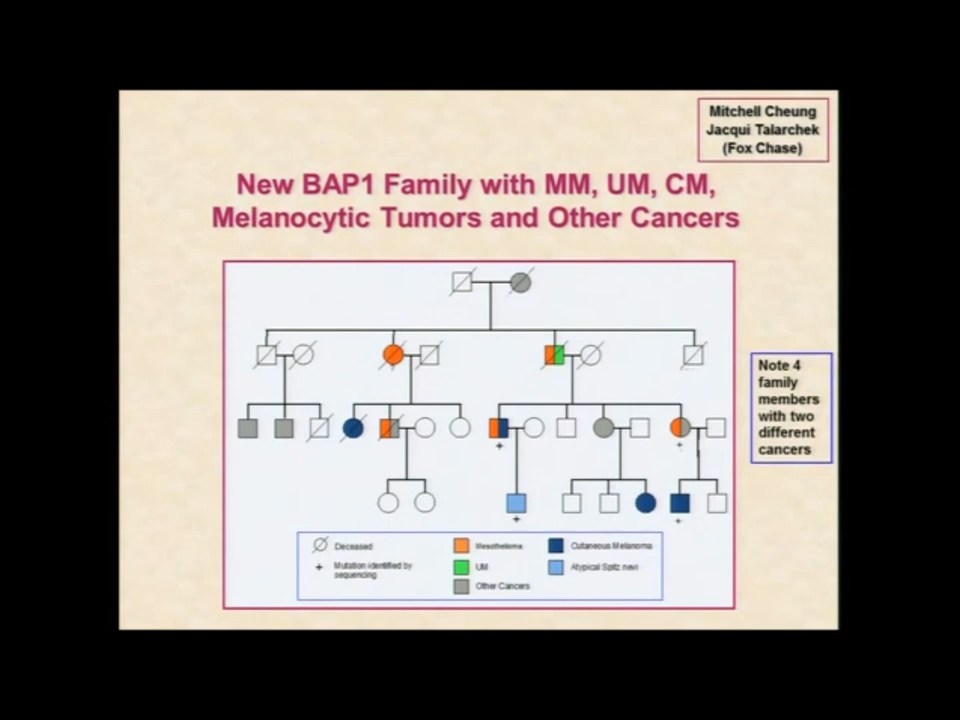 Mitchell Cheung
Jacqui Talarchek
(Fox Chase)
New BAP1 Family with MM, UM, CM,
Melanocytic Tumors and Other Cancers
Note 4
family
members
with two
different
cancers
+
+
+
+
Deceased
+ Mutation identified by
sequencing
Mesothelioma
UM
Other Cancers
Cutaneous Melanoma
Atypical Spitz nevi